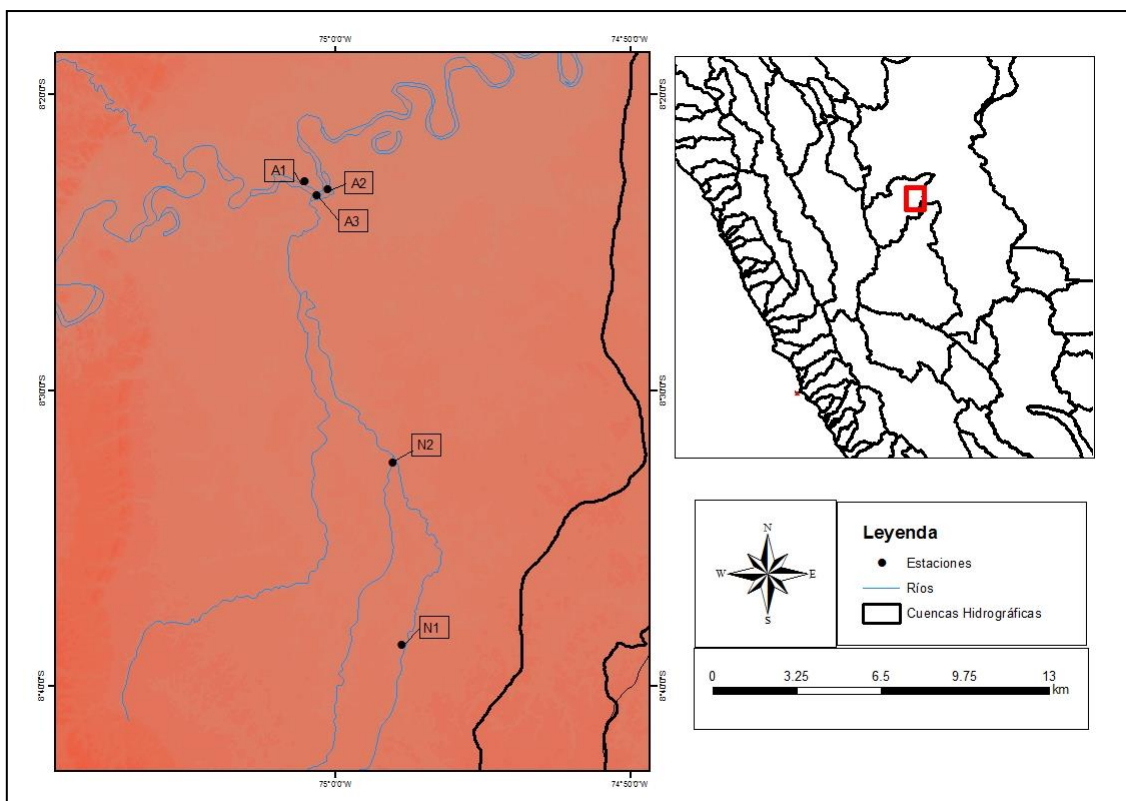 75°0'0"W
74°50'0"W
8°20'0"S
8°20'0"S
A1
A2
A3
8°30'0"S
8°30'0"S
N2
N1
8°40'0"S
8°40'0"S
75°0'0"W
74°50'0"W
N
W
E
S
Leyenda
Estaciones
Ríos
Cuencas Hidrográficas
0 3.25 6.5 9.75 13
km